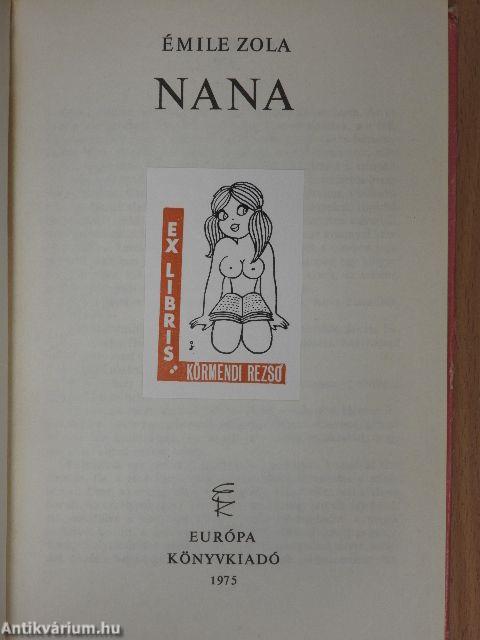 ÉMILE ZOLA
NANA
EX LIBRIS:
KÖRMENDI REZSŐ
EURÓPA
KÖNYVKIADÓ
1975
Antikvárium.hu